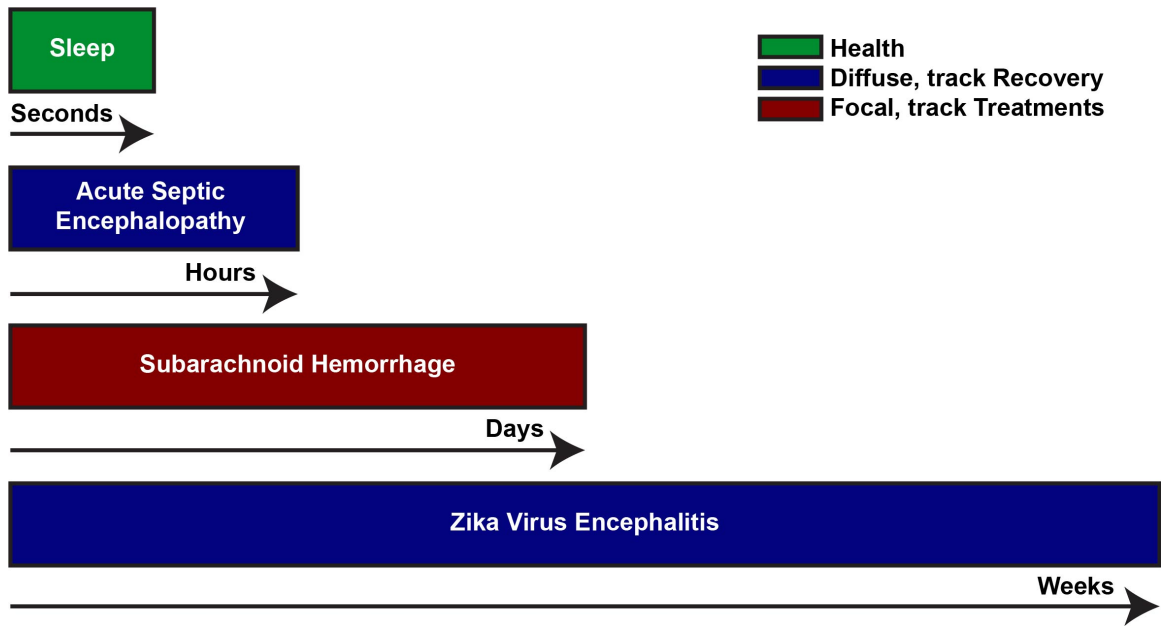 Sleep
Health
Diffuse, track Recovery
Focal, track Treatments
Seconds
Acute Septic
Encephalopathy
Hours
Subarachnoid Hemorrhage
Days
Zika Virus Encephalitis
Weeks